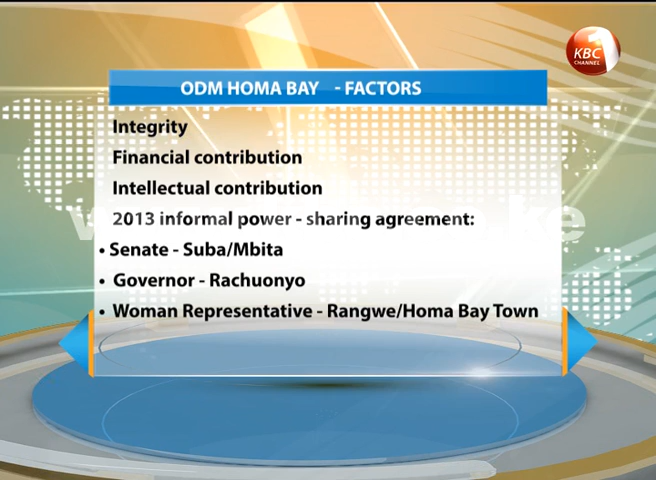 KBC
CHANNEL
1
ODM HOMA BAY - FACTORS
Integrity
Financial contribution
Intellectual contribution
2013 informal power - sharing agreement:
• Senate - Suba/Mbita
• Governor - Rachuonyo
• Woman Representative - Rangwe/Homa Bay Town